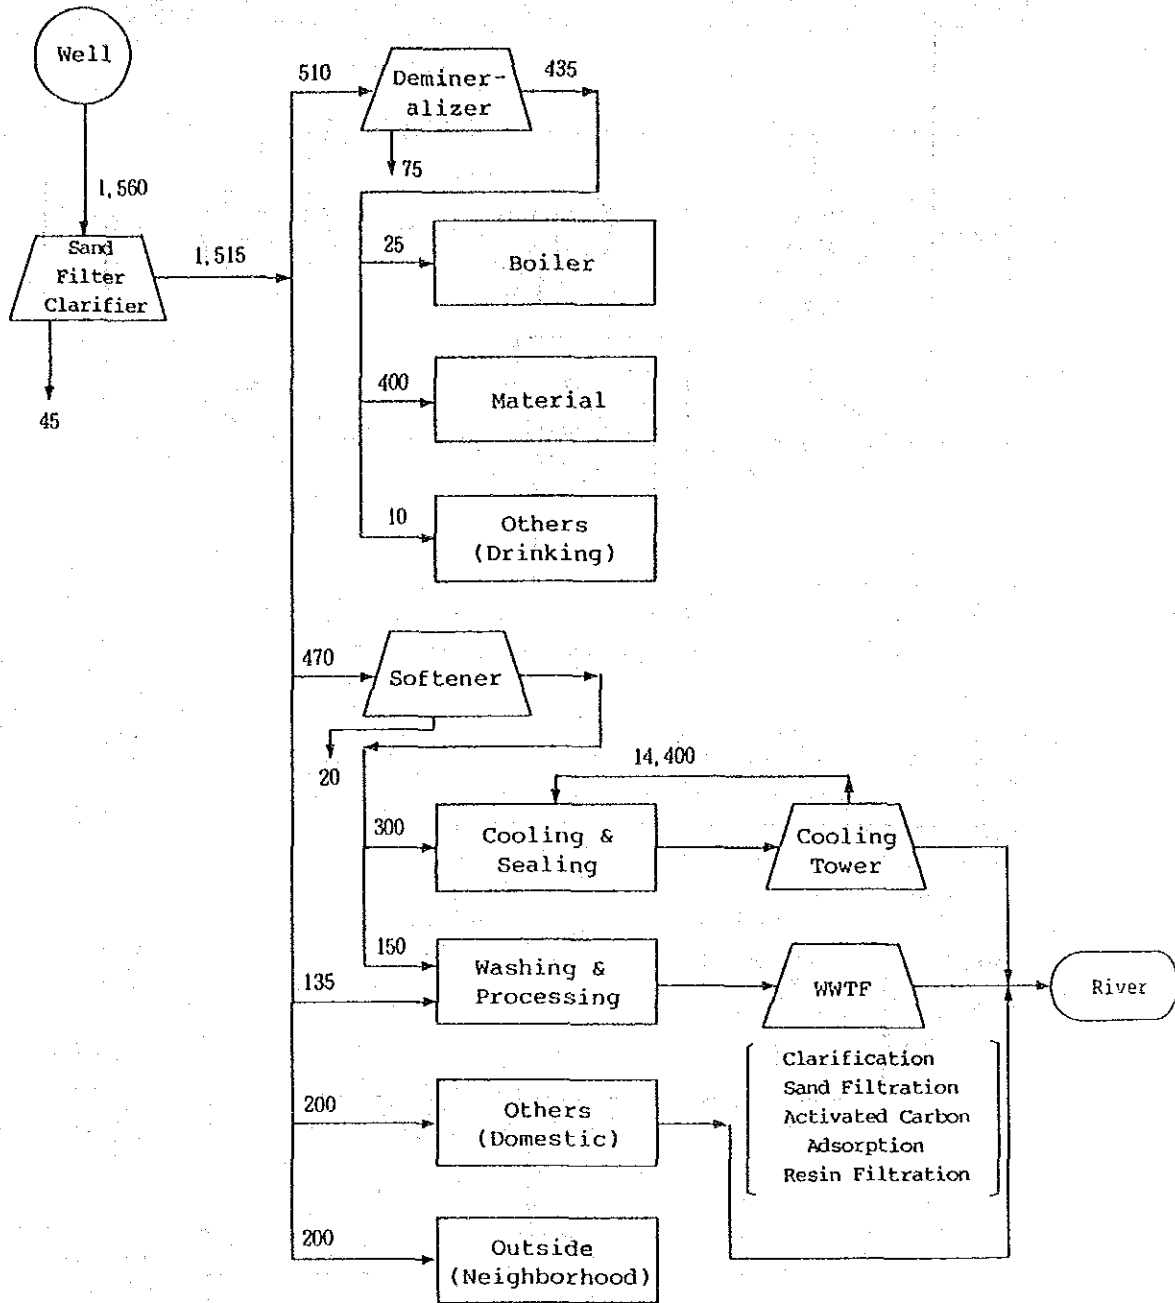 Well
1,560
Sand
Filter
Clarifier
1,515
45
510
Deminer-
alizer
435
75
25
Boiler
400
Material
10
Others
(Drinking)
470
Softener
20
14,400
300
Cooling &
Sealing
Cooling
Tower
150
135
Washing &
Processing
WWTF
River
Clarification
Sand Filtration
Activated Carbon
Adsorption
Resin Filtration
200
Others
(Domestic)
200
Outside
(Neighborhood)